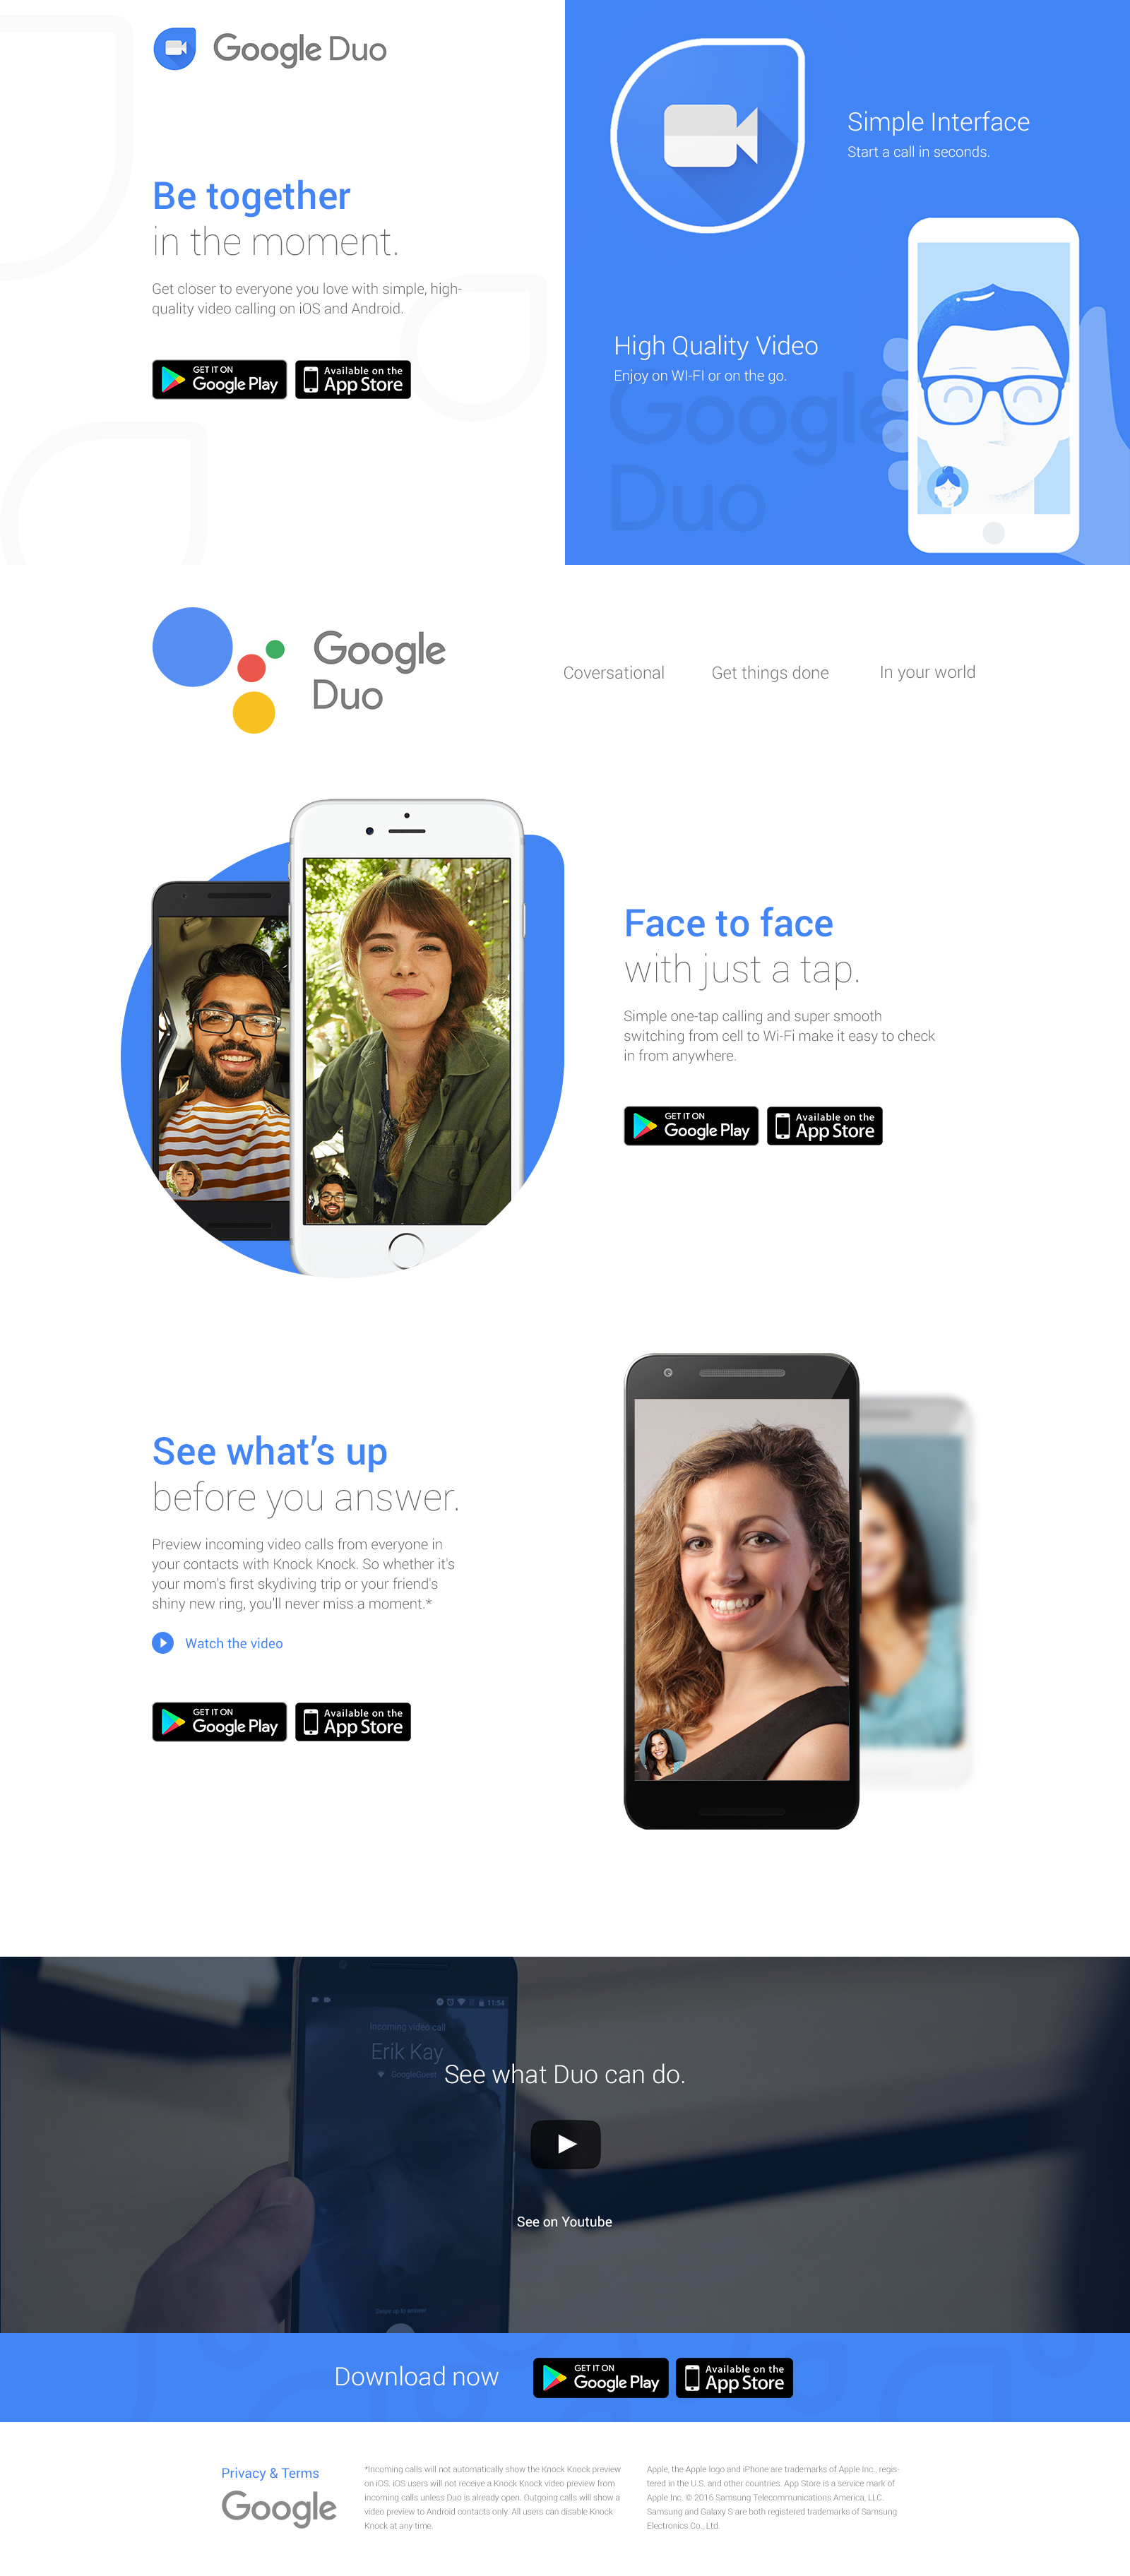 Google Duo
Be together
in the moment.
Get closer to everyone you love with simple, high-
quality video calling on iOS and Android.
GET IT ON
Google Play
Available on the
App Store
Simple Interface
Start a call in seconds.
High Quality Video
Enjoy on WI-FI or on the go.
Google
Duo
Google
Duo
Coversational
Get things done
In your world
Face to face
with just a tap.
Simple one-tap calling and super smooth
switching from cell to Wi-Fi make it easy to check
in from anywhere.
GET IT ON
Google Play
Available on the
App Store
See what's up
before you answer.
Preview incoming video calls from everyone in
your contacts with Knock Knock. So whether it's
your mom's first skydiving trip or your friend's
shiny new ring, you'll never miss a moment.*
Watch the video
GET IT ON
Google Play
Available on the
App Store
11:54
Incoming video call
Erik Kay
GoogleGuest
See what Duo can do.
See on Youtube
Swipe up to answer
Download now
GET IT ON
Google Play
Available on the
App Store
Privacy & Terms
Google
*Incoming calls will not automatically show the Knock Knock preview
on iOS. iOS users will not receive a Knock Knock video preview from
incoming calls unless Duo is already open. Outgoing calls will show a
video preview to Android contacts only. All users can disable Knock
Knock at any time.
Apple, the Apple logo and iPhone are trademarks of Apple Inc., regis-
tered in the U.S. and other countries. App Store is a service mark of
Apple Inc. © 2016 Samsung Telecommunications America, LLC.
Samsung and Galaxy S are both registered trademarks of Samsung
Electronics Co., Ltd.